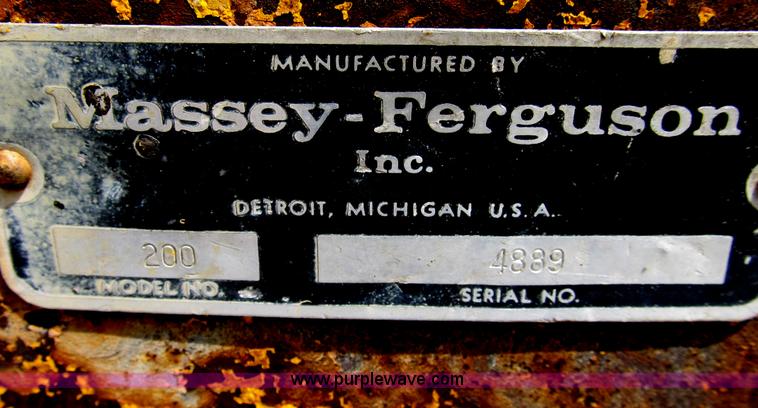 MANUFACTURED BY
Massey-Ferguson
Inc.
DETROIT, MICHIGAN U.S.A.
200
4889
MODEL NO.
SERIAL NO.
www.purplewave.com